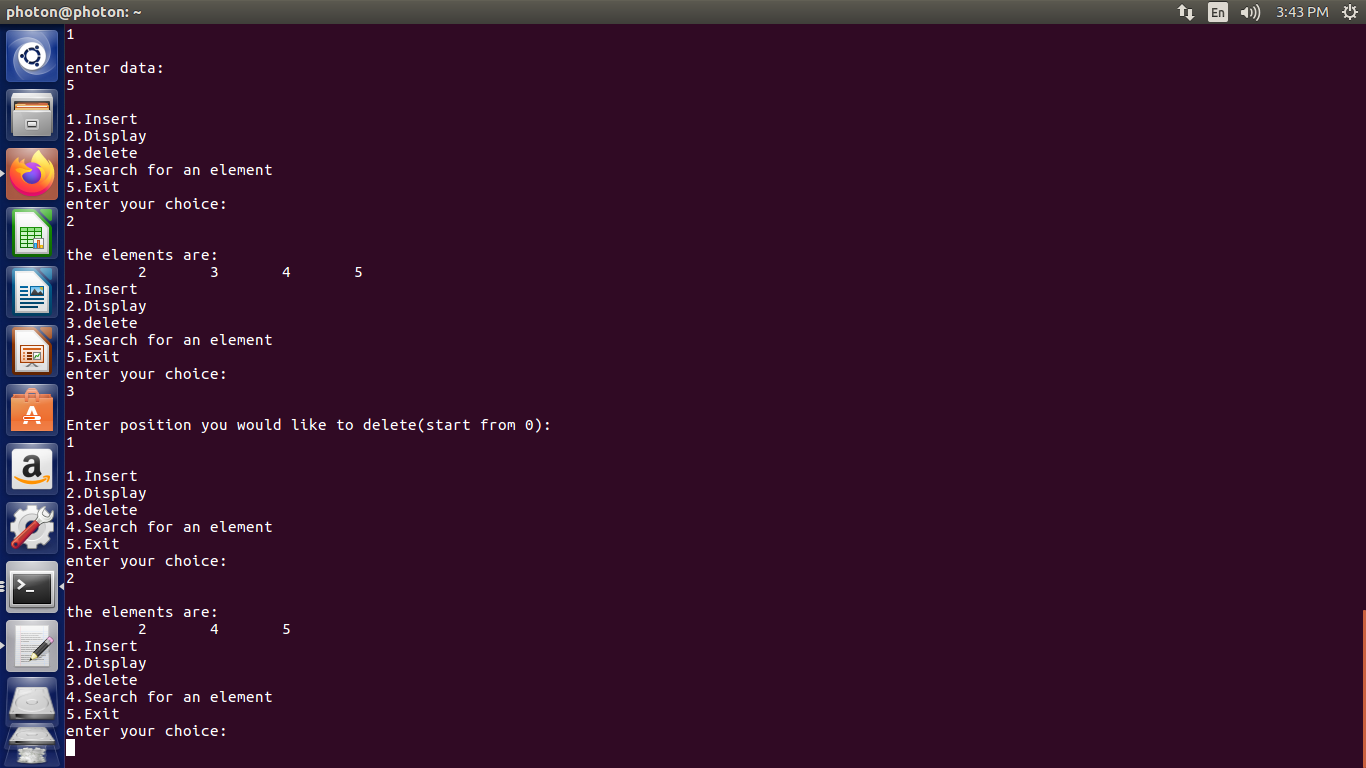 photon@photon: ~
En
3:43 PM
1
enter data:
5
1.Insert
2.Display
3.delete
4.Search for an element
5.Exit
enter your choice:
2
the elements are:
2 3 4 5
1.Insert
2.Display
3.delete
4.Search for an element
5.Exit
enter your choice:
3
Enter position you would like to delete(start from 0):
1
1.Insert
2.Display
3.delete
4.Search for an element
5.Exit
enter your choice:
2
the elements are:
2 4 5
1.Insert
2.Display
3.delete
4.Search for an element
5.Exit
enter your choice: